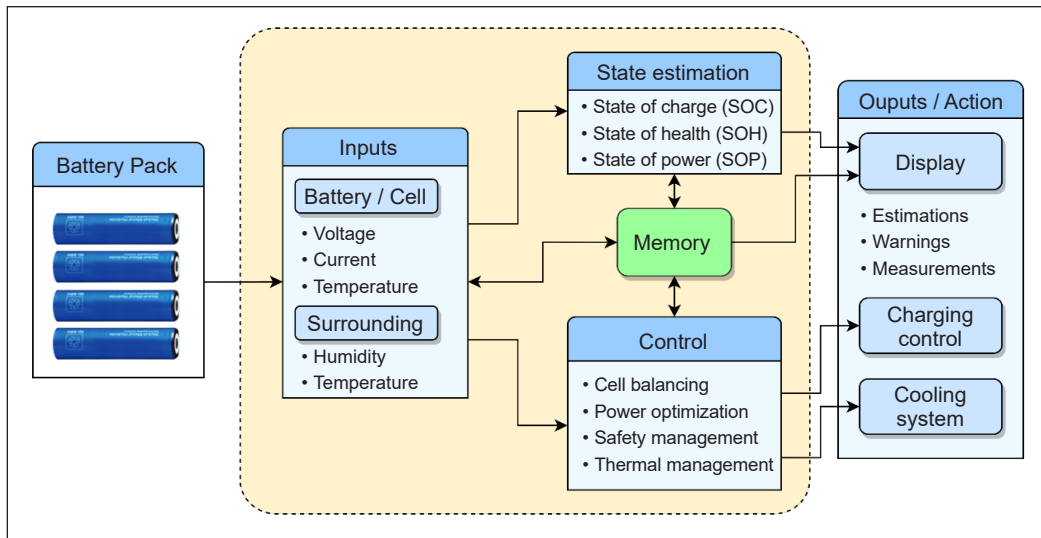 Battery Pack
Inputs
Battery / Cell
• Voltage
• Current
• Temperature
Surrounding
• Humidity
• Temperature
State estimation
• State of charge (SOC)
• State of health (SOH)
• State of power (SOP)
Memory
Control
• Cell balancing
• Power optimization
• Safety management
• Thermal management
Ouputs / Action
Display
• Estimations
• Warnings
• Measurements
Charging
control
Cooling
system